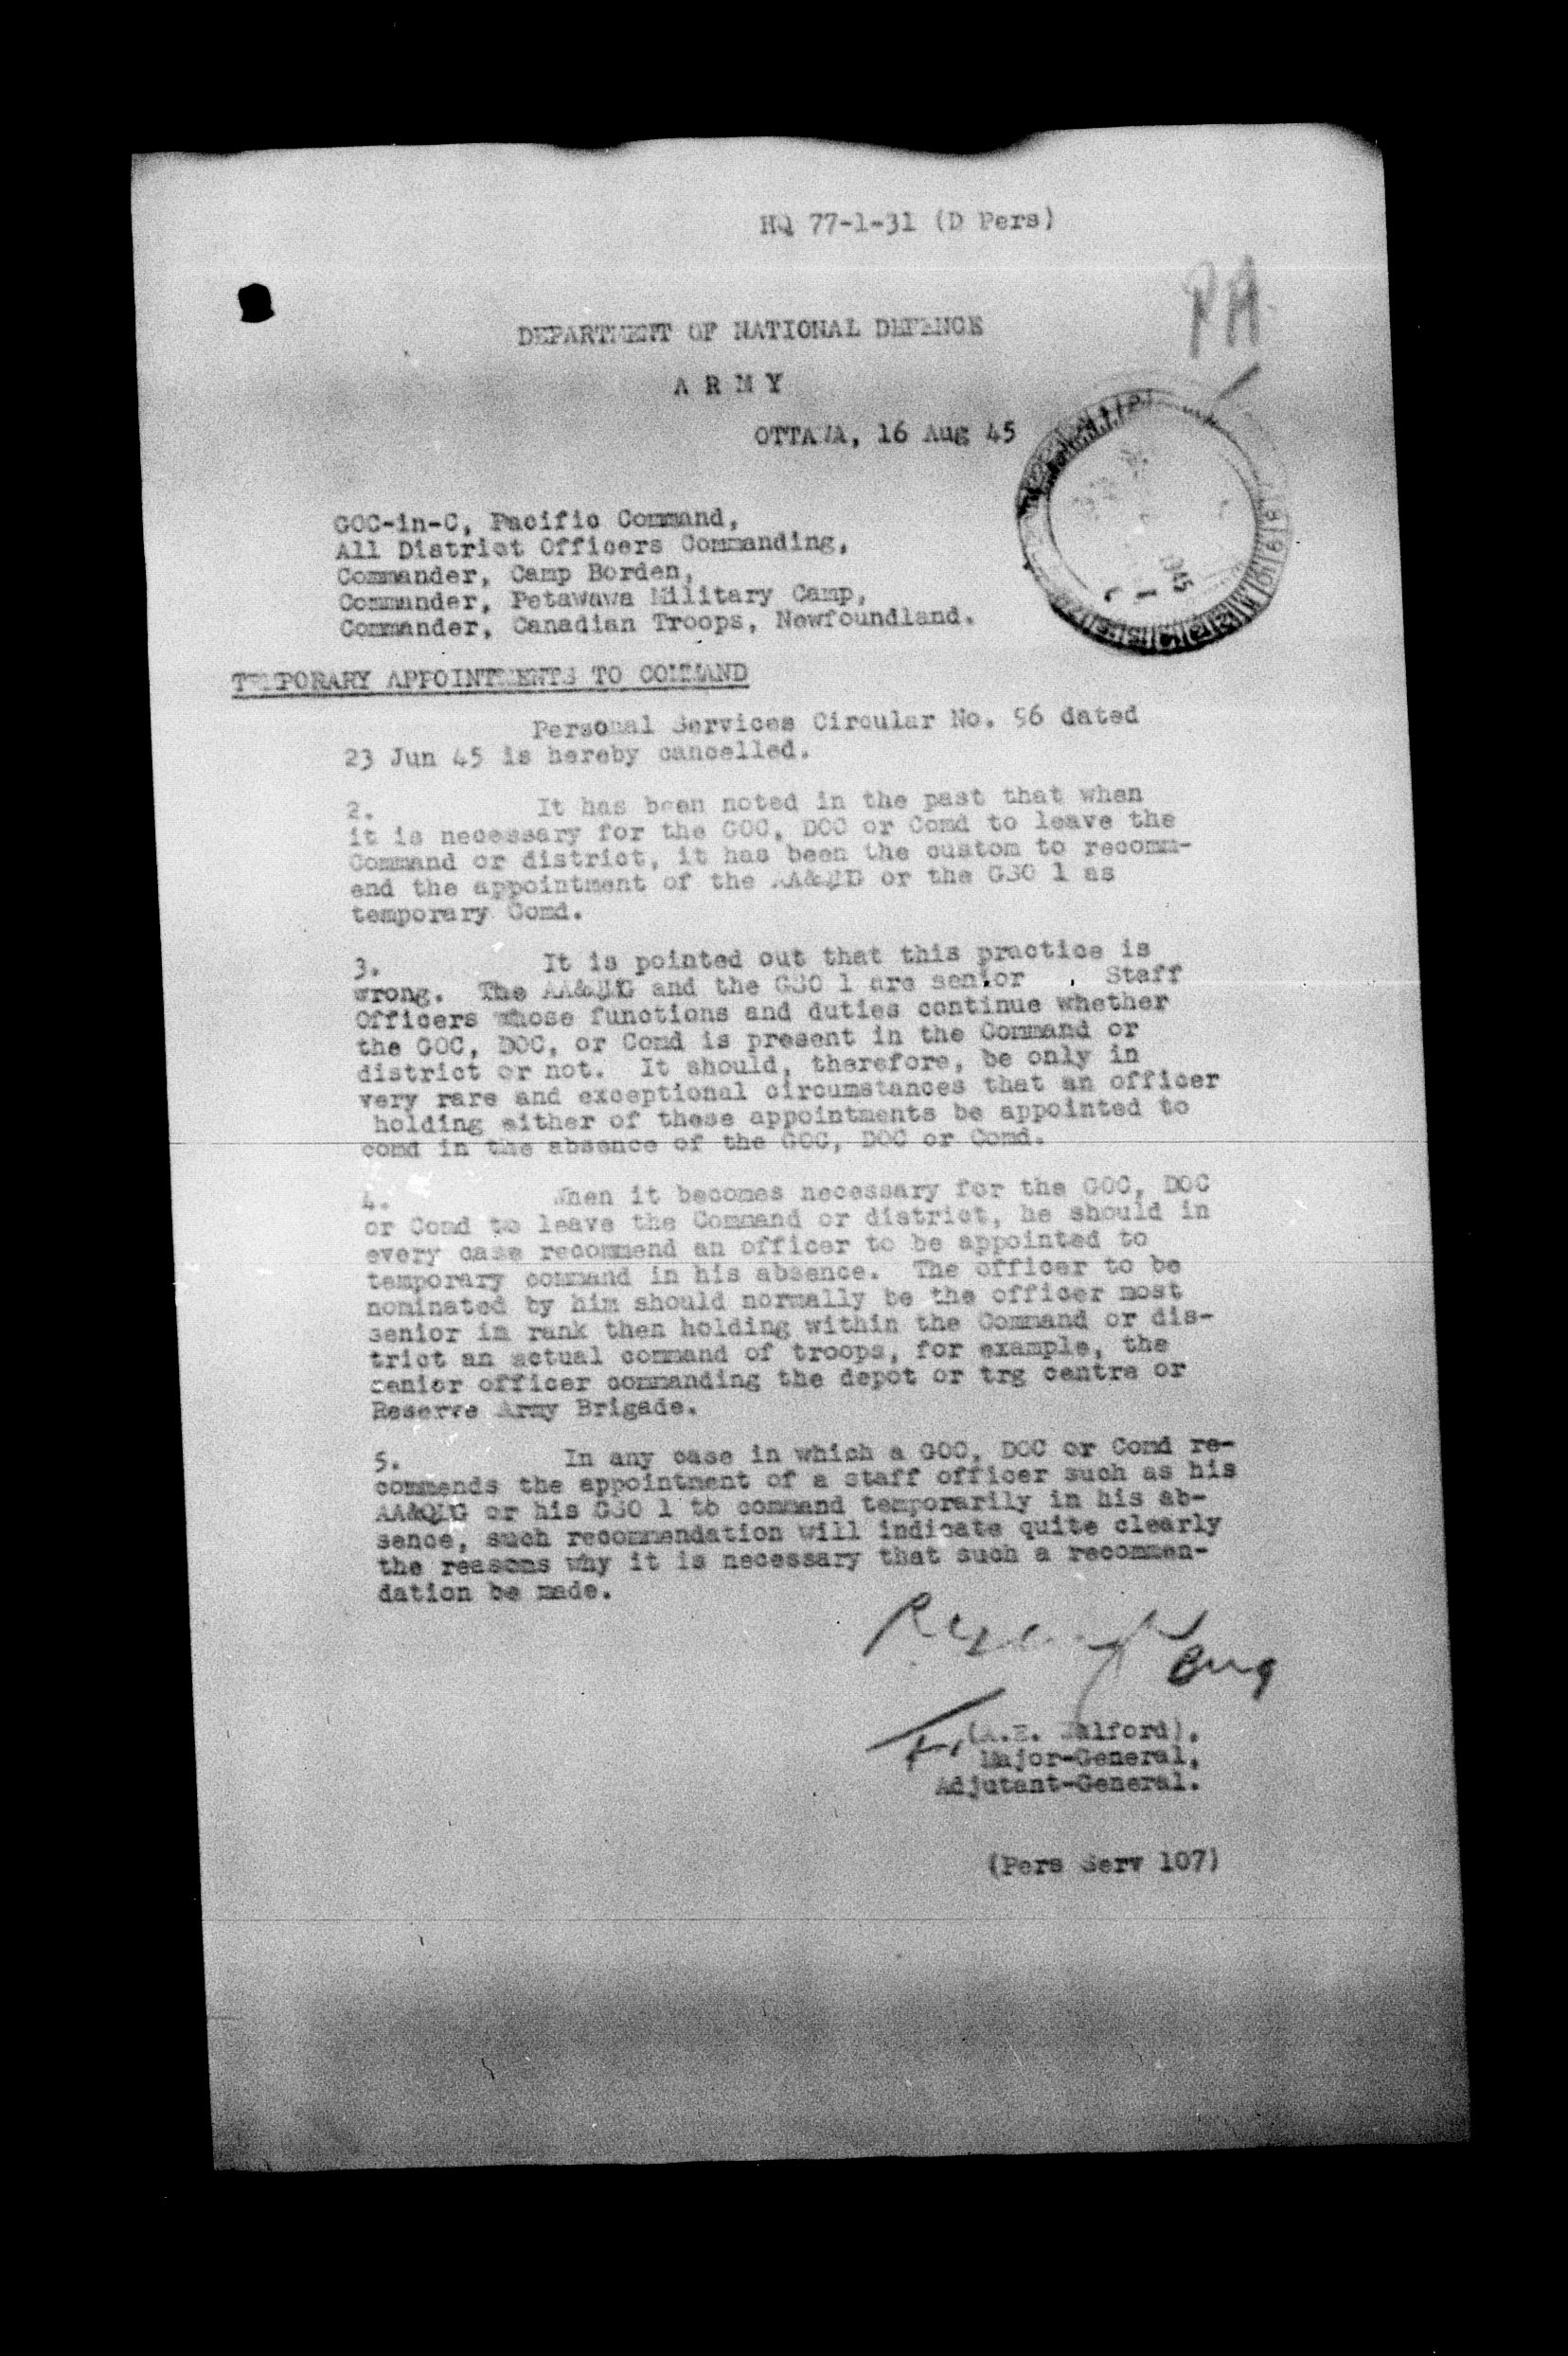 HQ 77-1-31 (D Pers)
PA
DEPARTMENT OF NATIONAL DEFENCE
A R M Y
OTTAWA, 16 Aug 45
1945
GOC-in-C, Pacific Command,
All District Officers Commanding,
Commander, Camp Borden,
Commander, Petawawa Military Camp,
Commander, Canadian Troops, Newfoundland.
TEMPORARY APPOINTMENTS TO COMMAND
Personal Services Circular No. 96 dated
23 Jun 45 is hereby cancelled.
2. It has been noted in the past that when
it is necessary for the GOC, DOC or Comd to leave the
Command or district, it has been the custom to recomm-
end the appointment of the AA&QMG or the GSO 1 as
temporary Comd.
3. It is pointed out that this practice is
wrong. The AA&QMG and the GSO 1 are senior Staff
Officers whose functions and duties continue whether
the GOC, DOC, or Comd is present in the Command or
district or not. It should, therefore, be only in
very rare and exceptional circumstances that an officer
holding either of these appointments be appointed to
comd in the absence of the GOC, DOC or Comd.
4. When it becomes necessary for the GOC, DOC
or Comd to leave the Command or district, he should in
every case recommend an officer to be appointed to
temporary command in his absence. The officer to be
nominated by him should normally be the officer most
senior in rank then holding within the Command or dis-
trict an actual command of troops, for example, the
senior officer commanding the depot or trg centre or
Reserve Army Brigade.
5. In any case in which a GOC, DOC or Comd re-
commends the appointment of a staff officer such as his
AA&QMG or his GSO 1 to command temporarily in his ab-
sence, such recommendation will indicate quite clearly
the reasons why it is necessary that such a recommen-
dation be made.
Brig
(A.E. Walford),
Major-General,
Adjutant-General.
(Pers Serv 107)